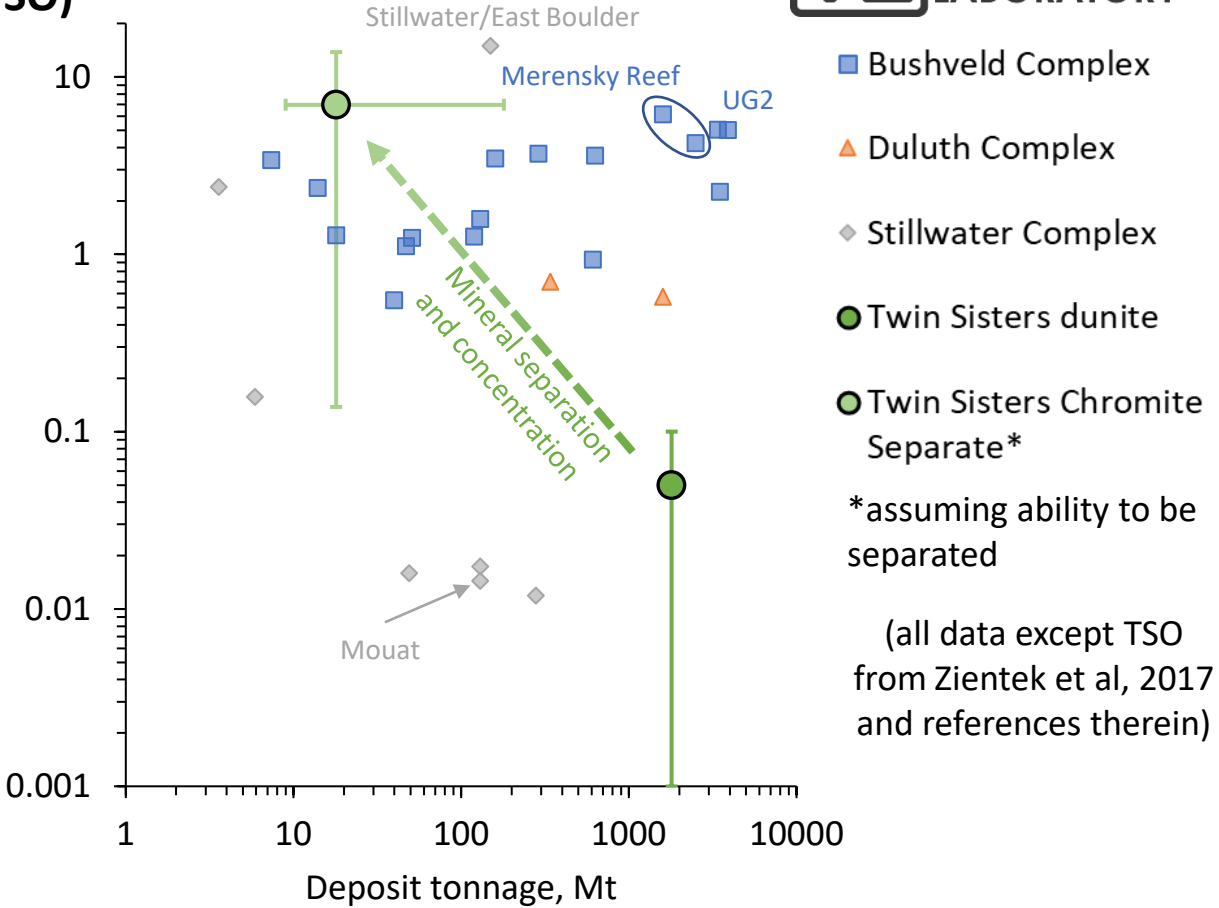 Stillwater/East Boulder
10
Merensky Reef
UG2
1
Mineral separation
and concentration
0.1
0.01
Mouat
0.001
1
10
100
1000
10000
Deposit tonnage, Mt
Bushveld Complex
Duluth Complex
Stillwater Complex
Twin Sisters dunite
Twin Sisters Chromite
Separate*
*assuming ability to be
separated
(all data except TSO
from Zientek et al, 2017
and references therein)